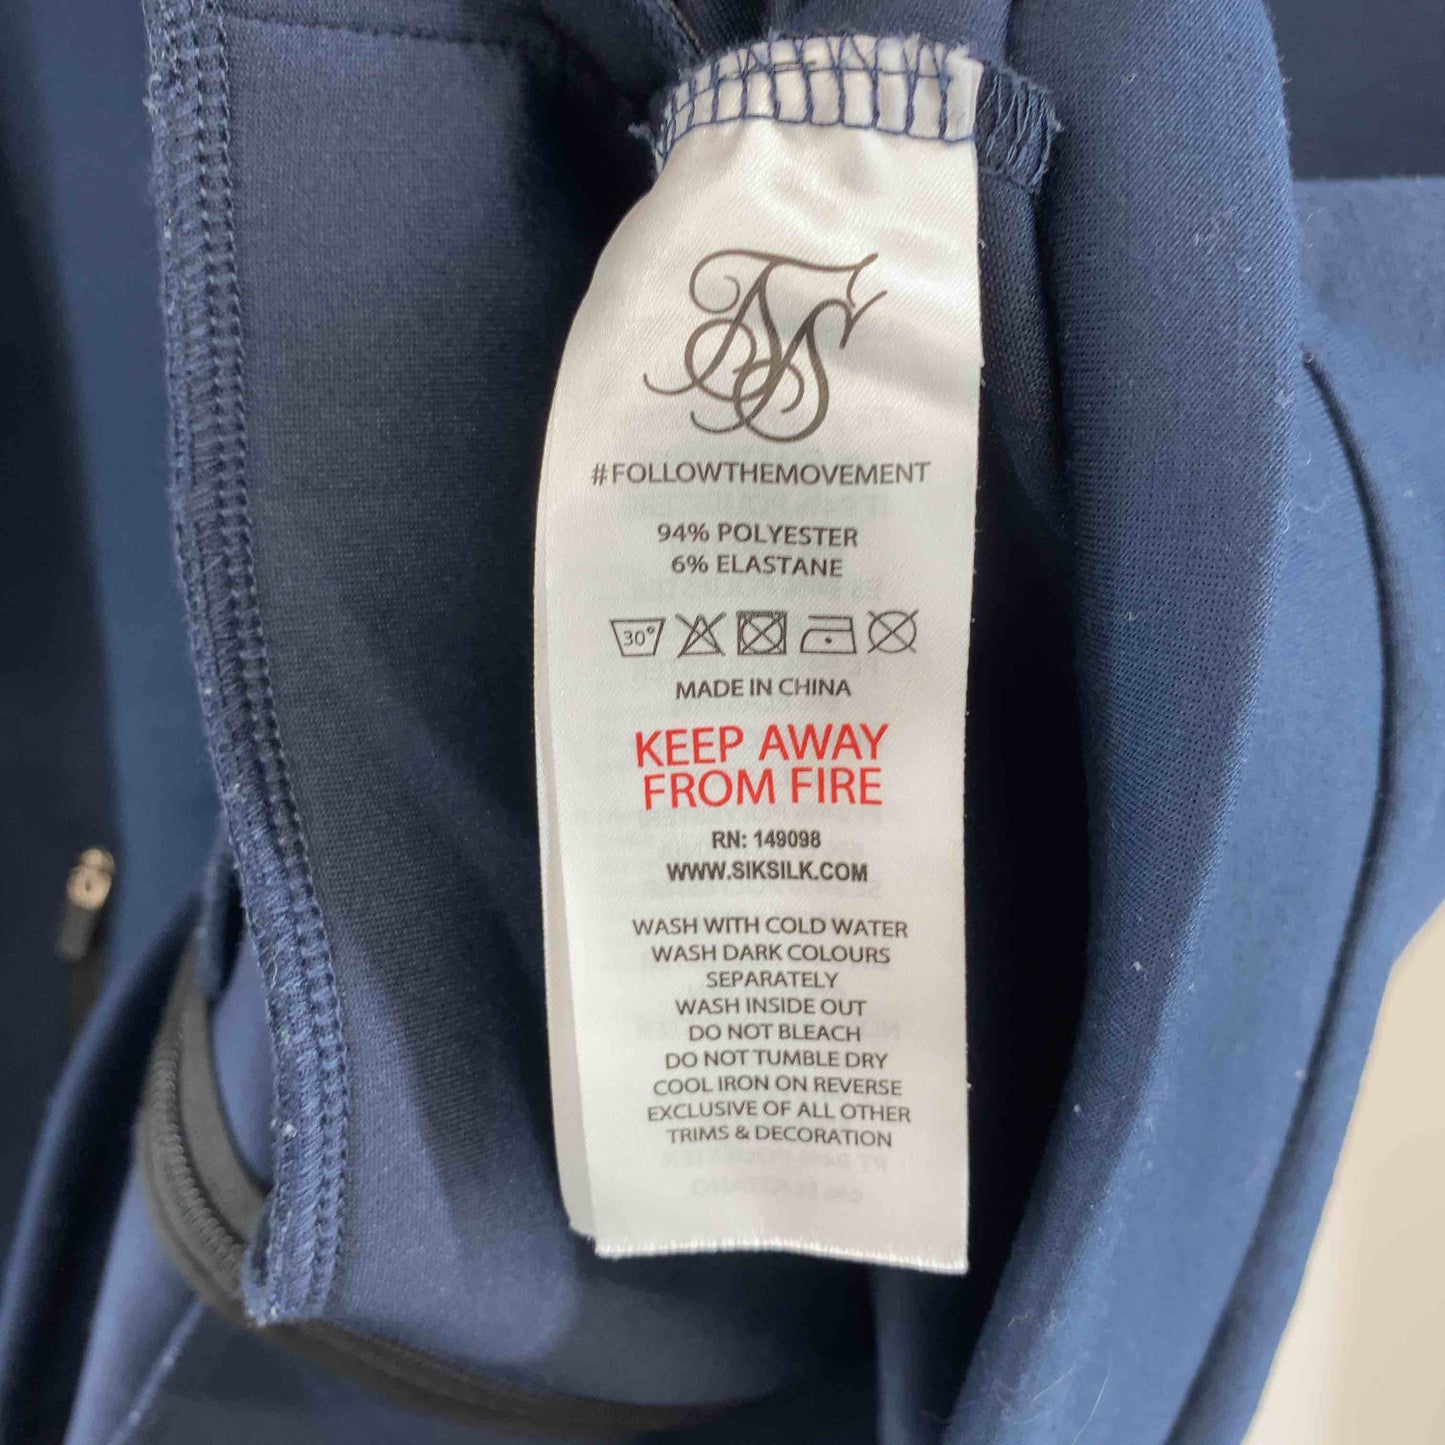 SS
#FOLLOWTHEMOVEMENT
94% POLYESTER
6% ELASTANE
30°
MADE IN CHINA
KEEP AWAY
FROM FIRE
RN: 149098
WWW.SIKSILK.COM
WASH WITH COLD WATER
WASH DARK COLOURS
SEPARATELY
WASH INSIDE OUT
DO NOT BLEACH
DO NOT TUMBLE DRY
COOL IRON ON REVERSE
EXCLUSIVE OF ALL OTHER
TRIMS & DECORATION